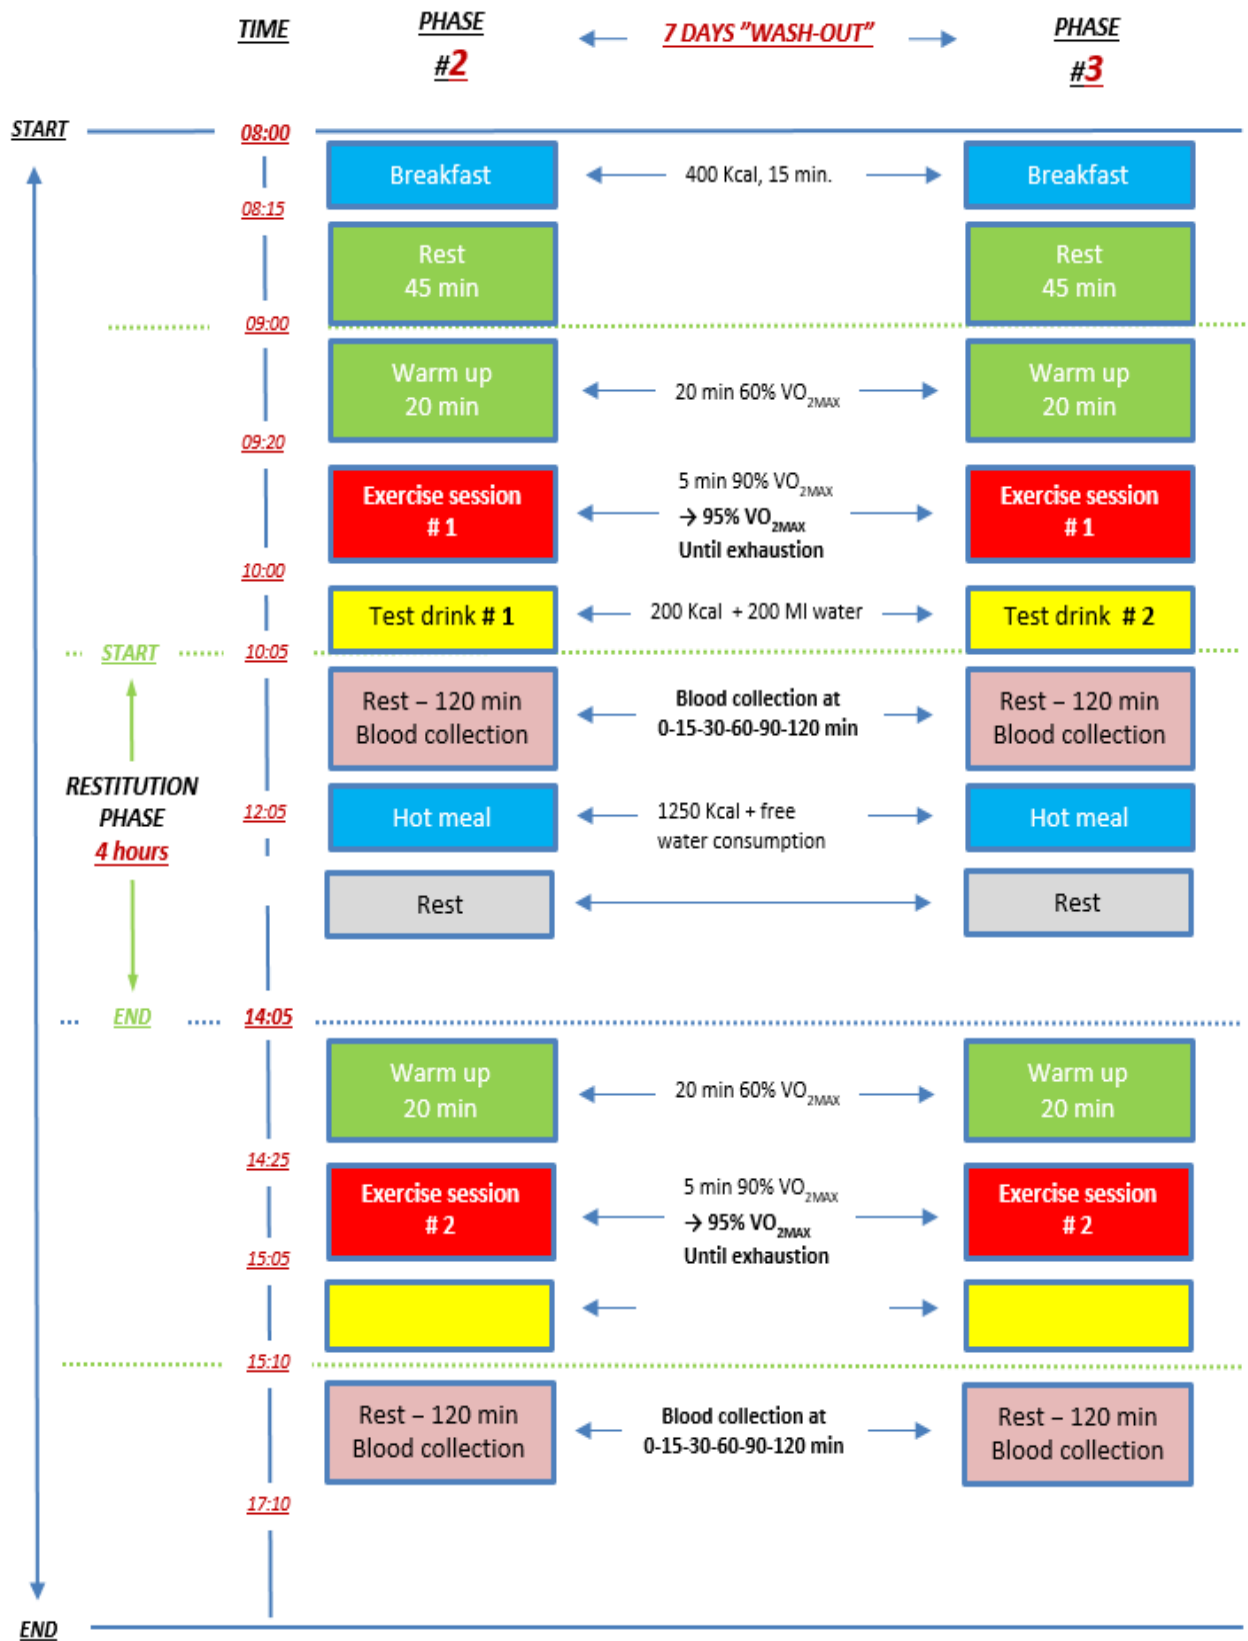 TIME
PHASE
#2
7 DAYS "WASH-OUT"
PHASE
#3
START
08:00
Breakfast
400 Kcal, 15 min.
Breakfast
08:15
Rest
45 min
Rest
45 min
09:00
Warm up
20 min
20 min 60% VO2MAX
Warm up
20 min
09:20
Exercise session
# 1
5 min 90% VO2MAX
→ 95% VO2MAX
Until exhaustion
Exercise session
# 1
10:00
Test drink # 1
200 Kcal + 200 Ml water
Test drink # 2
START
10:05
Rest – 120 min
Blood collection
Blood collection at
0-15-30-60-90-120 min
Rest – 120 min
Blood collection
RESTITUTION
PHASE
4 hours
12:05
Hot meal
1250 Kcal + free
water consumption
Hot meal
Rest
Rest
END
14:05
Warm up
20 min
20 min 60% VO2MAX
Warm up
20 min
14:25
Exercise session
# 2
5 min 90% VO2MAX
→ 95% VO2MAX
Until exhaustion
Exercise session
# 2
15:05
15:10
Rest – 120 min
Blood collection
Blood collection at
0-15-30-60-90-120 min
Rest – 120 min
Blood collection
17:10
END